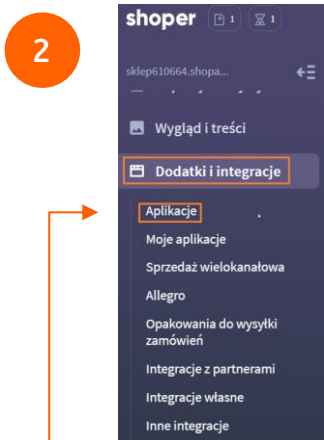 2
shoper 1 1
sklep610664.shopa...
Wygląd i treści
Dodatki i integracje
Aplikacje
Moje aplikacje
Sprzedaż wielokanałowa
Allegro
Opakowania do wysyłki
zamówień
Integracje z partnerami
Integracje własne
Inne integracje